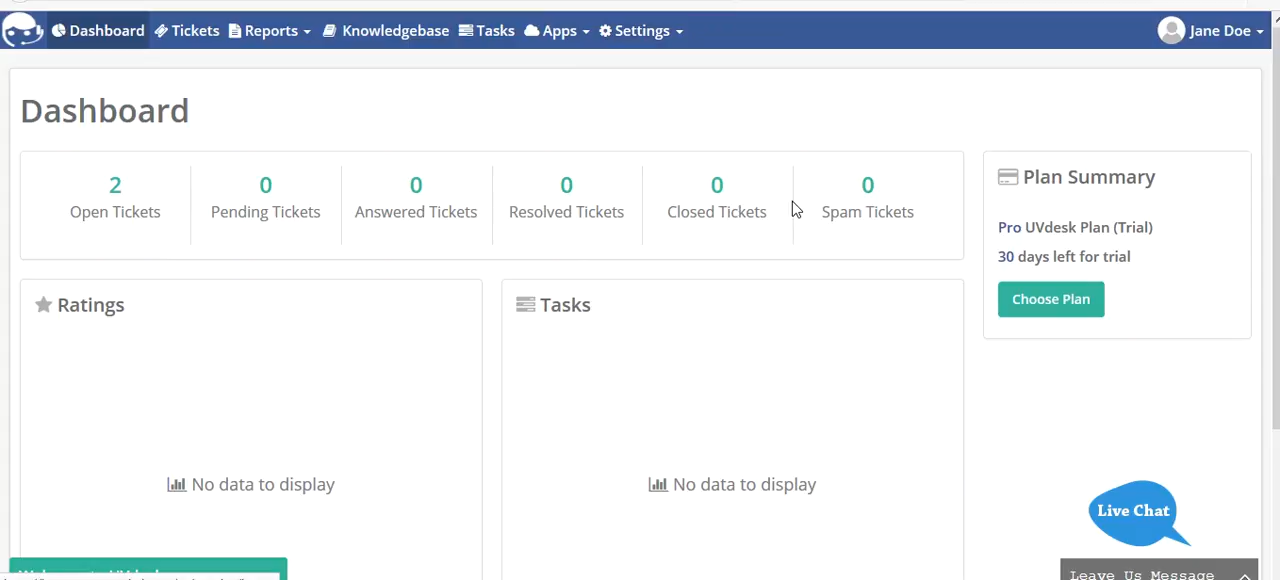 Dashboard Tickets Reports Knowledgebase Tasks Apps Settings Jane Doe
Dashboard
2 0 0 0 0 0
Open Tickets Pending Tickets Answered Tickets Resolved Tickets Closed Tickets Spam Tickets
Plan Summary
Pro UVdesk Plan (Trial)
30 days left for trial
Choose Plan
Ratings
No data to display
Tasks
No data to display
Live Chat
Leave Us Message